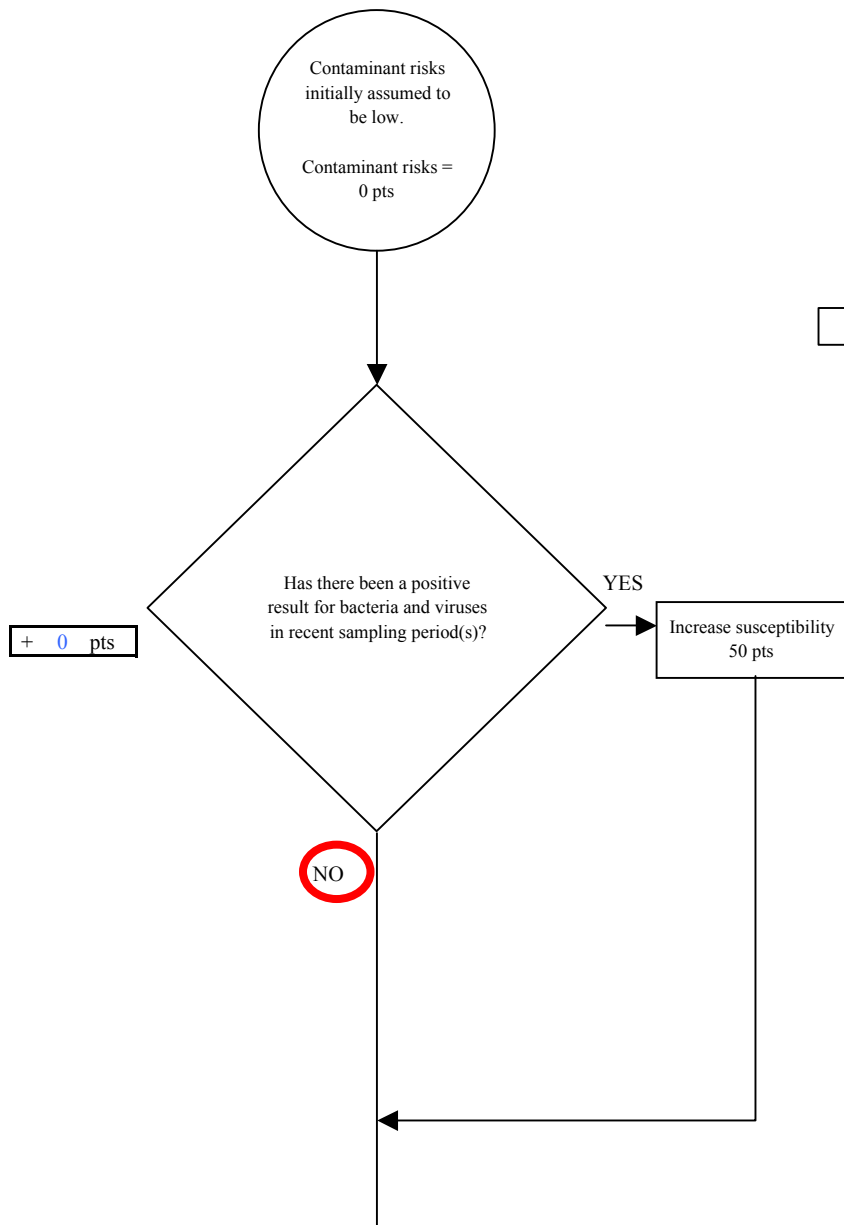 Contaminant risks
initially assumed to
be low.
Contaminant risks =
0 pts
Has there been a positive
result for bacteria and viruses
in recent sampling period(s)?
YES
+ 0 pts
Increase susceptibility
50 pts
NO